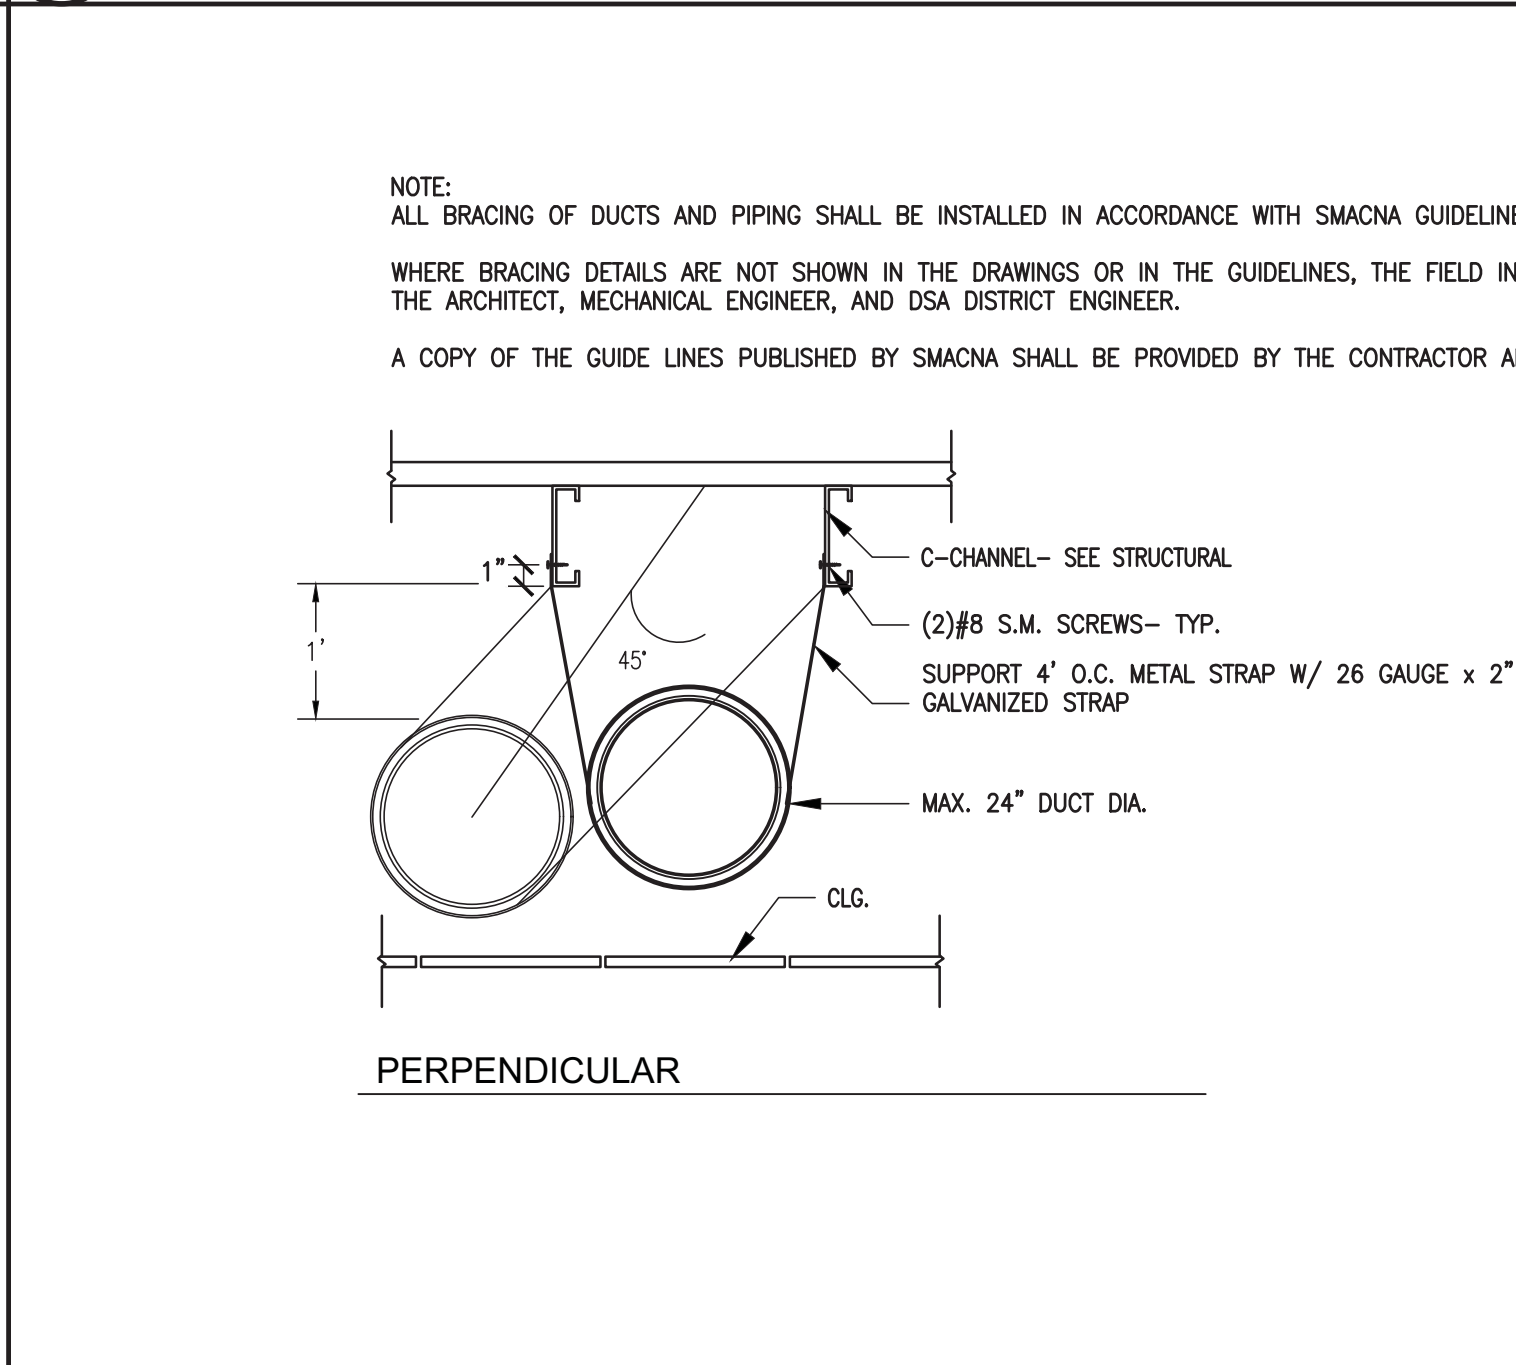 NOTE:
ALL BRACING OF DUCTS AND PIPING SHALL BE INSTALLED IN ACCORDANCE WITH SMACNA
WHERE BRACING DETAILS ARE NOT SHOWN IN THE DRAWINGS OR IN THE GUIDELINES, THE FIELD
THE ARCHITECT, MECHANICAL ENGINEER, AND DSA DISTRICT ENGINEER.
A COPY OF THE GUIDE LINES PUBLISHED BY SMACNA SHALL BE PROVIDED BY THE CONTRACTOR
C-CHANNEL- SEE STRUCTURAL
1"
(2)#8 S.M. SCREWS- TYP.
1'
45°
SUPPORT 4' O.C. METAL STRAP W/ 26 GAUGE x 2"
GALVANIZED STRAP
MAX. 24" DUCT DIA.
CLG.
PERPENDICULAR